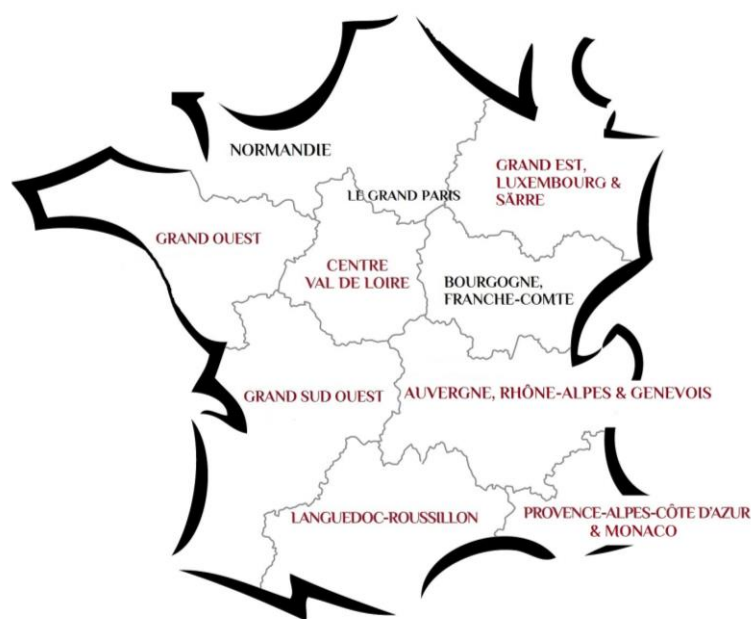 NORMANDIE
LE GRAND PARIS
GRAND EST,
LUXEMBOURG &
SÄRRE
GRAND OUEST
CENTRE
VAL DE LOIRE
BOURGOGNE,
FRANCHE-COMTE
GRAND SUD OUEST
AUVERGNE, RHÔNE-ALPES & GENEVOIS
LANGUEDOC-ROUSSILLON
PROVENCE-ALPES-CÔTE D'AZUR
& MONACO